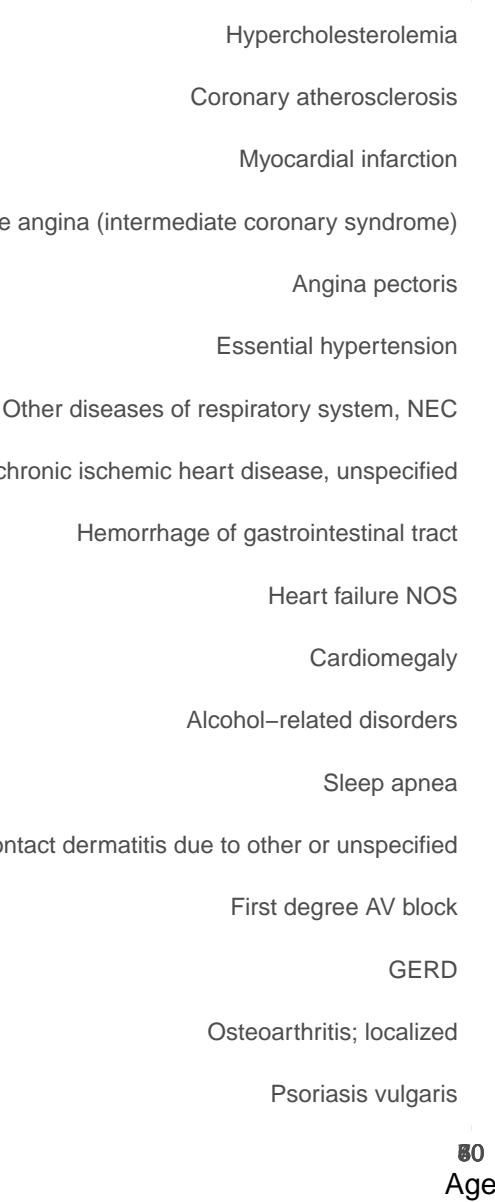 Hypercholesterolemia
Coronary atherosclerosis
Myocardial infarction
angina (intermediate coronary syndrome)
Angina pectoris
Essential hypertension
Other diseases of respiratory system, NEC
chronic ischemic heart disease, unspecified
Hemorrhage of gastrointestinal tract
Heart failure NOS
Cardiomegaly
Alcohol−related disorders
Sleep apnea
dermatitis due to other or unspecified
First degree AV block
GERD
Osteoarthritis; localized
Psoriasis vulgaris
Age